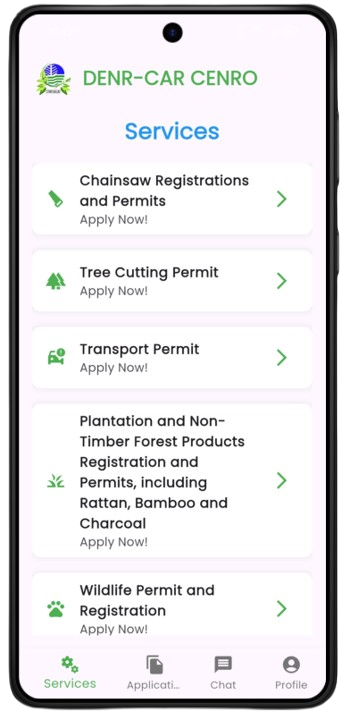 DENR-CAR CENRO
Services
Chainsaw Registrations
and Permits
Apply Now!
Tree Cutting Permit
Apply Now!
Transport Permit
Apply Now!
Plantation and Non-
Timber Forest Products
Registration and
Permits, including
Rattan, Bamboo and
Charcoal
Apply Now!
Wildlife Permit and
Registration
Apply Now!
Services
Applicati...
Chat
Profile